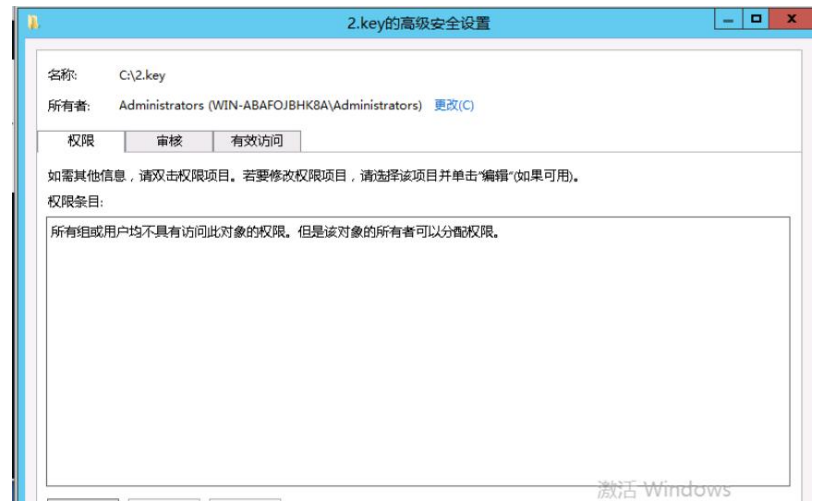 2.key的高级安全设置
名称: C:\2.key
所有者: Administrators (WIN-ABAFOJBHK8A\Administrators) 更改(C)
权限 审核 有效访问
如需其他信息，请双击权限项目。若要修改权限项目，请选择该项目并单击“编辑”(如果可用)。
权限条目:
所有组或用户均不具有访问此对象的权限。但是该对象的所有者可以分配权限。
激活 Windows